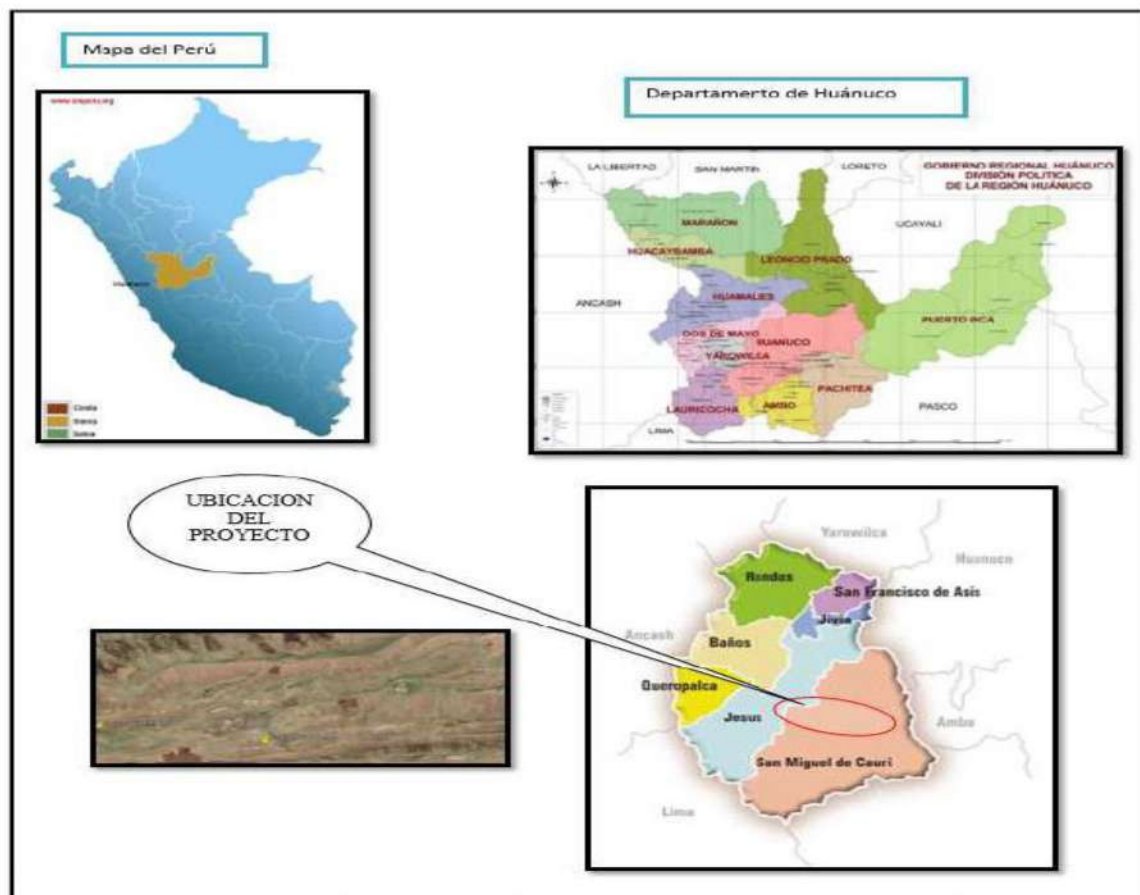 Mapa del Perú
Departamerto de Huánuco
Costa
Sierra
Selva
LA LIBERTAD
SAN MARTIN
LORETO
GOBIERNO REGIONAL HUÁNUCO
DIVISIÓN POLITICA
DE LA REGIÓN HUÁNUCO
MARAÑON
UCAYALI
HUACAYBAMBA
LEONCIO PRADO
ANCASH
HUAMALIES
PUERTO INCA
DOS DE MAYO
HUANUCO
YAROWILCA
PACHITEA
LAURICOCHA
AMBO
PASCO
LIMA
UBICACION
DEL
PROYECTO
Yarowilca
Huanuco
Rondos
San Francisco de Asis
Jivia
Ancash
Baños
Queropalca
Jesus
Ambo
San Miguel de Cauri
Lima